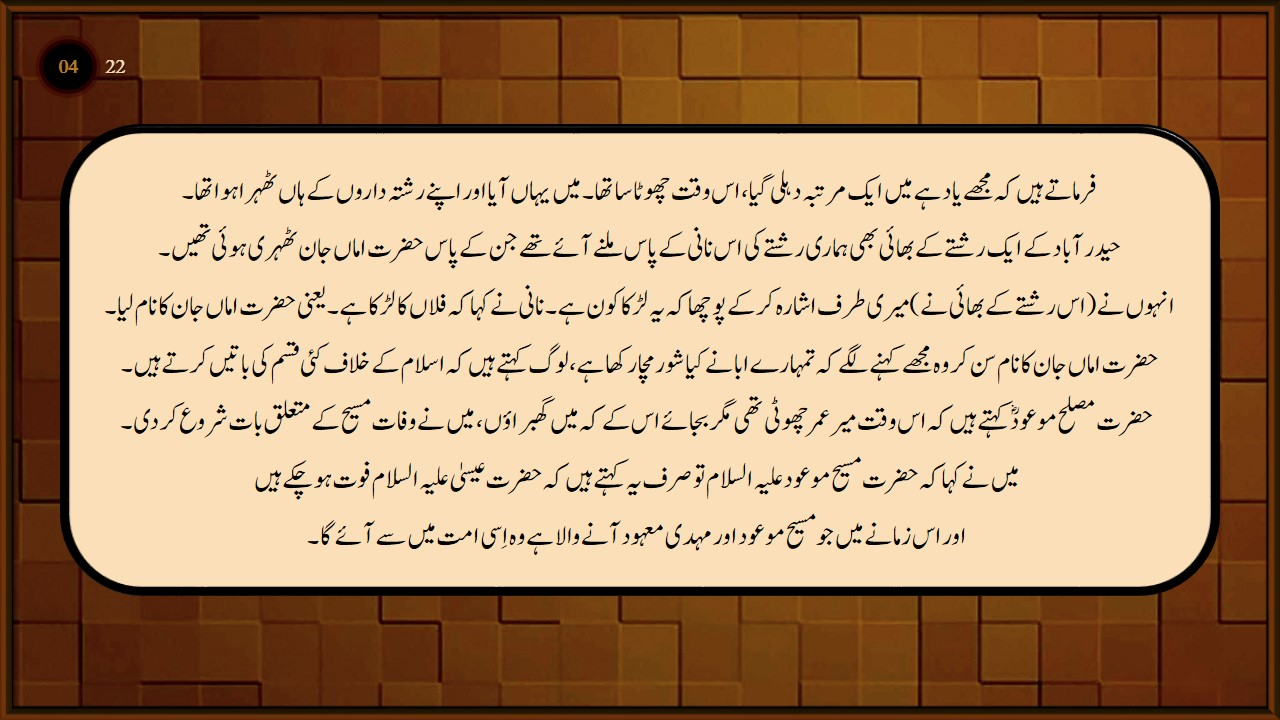 04 22
فرماتے ہیں کہ مجھے یاد ہے میں ایک مرتبہ دہلی گیا، اس وقت چھوٹا سا تھا۔ میں یہاں آیا اور اپنے رشتہ داروں کے ہاں ٹھہرا ہوا تھا۔
حیدر آباد کے ایک رشتے کے بھائی بھی ہماری رشتے کی اس نانی کے پاس ملنے آئے تھے جن کے پاس حضرت اماں جان ٹھہری ہوئی تھیں۔
انہوں نے (اس رشتے کے بھائی نے) میری طرف اشارہ کر کے پوچھا کہ یہ لڑکا کون ہے۔ نانی نے کہا کہ فلاں کا لڑکا ہے۔ یعنی حضرت اماں جان کا نام لیا۔
حضرت اماں جان کا نام سن کر وہ مجھے کہنے لگے کہ تمہارے ابا نے کیا شور مچار کھا ہے، لوگ کہتے ہیں کہ اسلام کے خلاف کئی قسم کی باتیں کرتے ہیں۔
حضرت مصلح موعودؓ کہتے ہیں کہ اس وقت میر عمر چھوٹی تھی مگر بجائے اس کے کہ میں گھبراؤں، میں نے وفات مسیح کے متعلق بات شروع کر دی۔
میں نے کہا کہ حضرت مسیح موعود علیہ السلام تو صرف یہ کہتے ہیں کہ حضرت عیسیٰ علیہ السلام فوت ہو چکے ہیں
اور اس زمانے میں جو مسیح موعود اور مہدی معہود آنے والا ہے وہ اِسی امت میں سے آئے گا۔